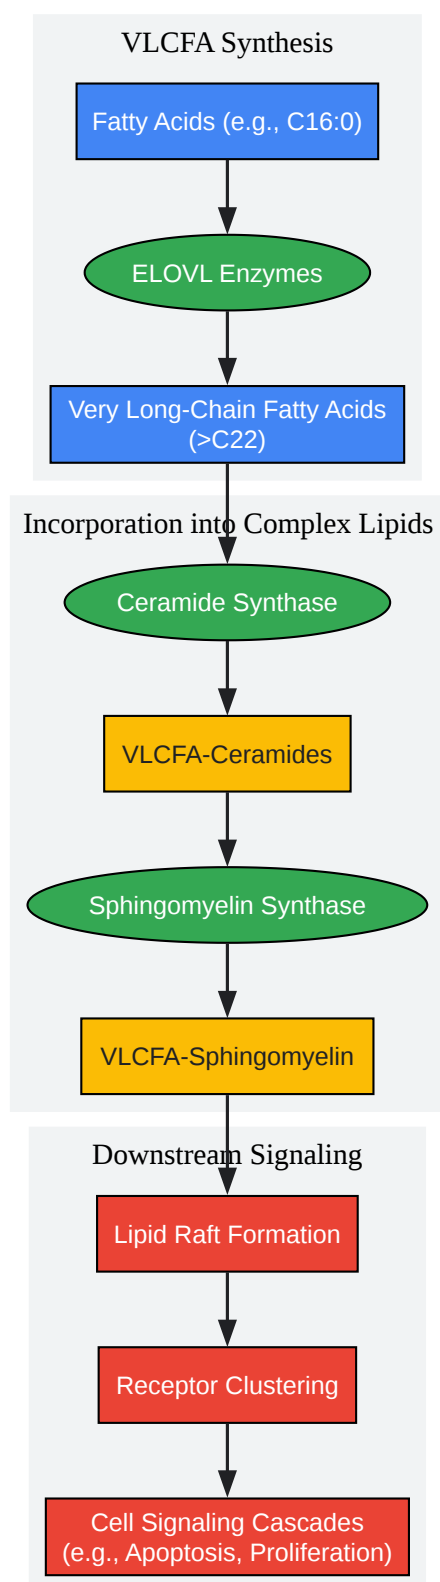 VLCFA Synthesis
Fatty Acids (e.g., C16:0)
ELOVL Enzymes
Very Long-Chain Fatty Acids
(>C22)
Incorporation into Complex Lipids
Ceramide Synthase
VLCFA-Ceramides
Sphingomyelin Synthase
VLCFA-Sphingomyelin
Downstream Signaling
Lipid Raft Formation
Receptor Clustering
Cell Signaling Cascades
(e.g., Apoptosis, Proliferation)